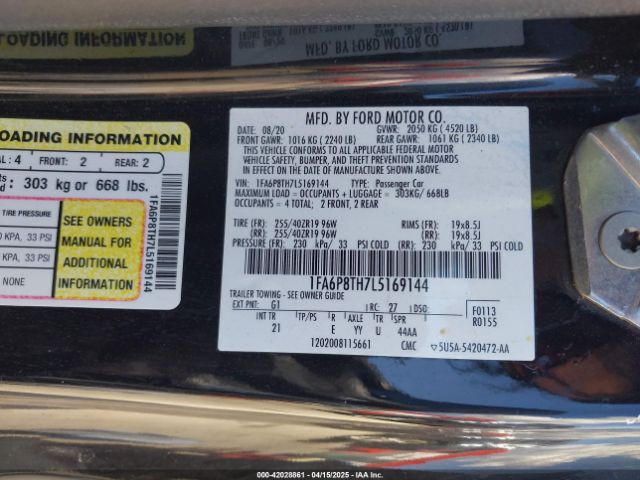 LOADING INFORMATION
MFD. BY FORD MOTOR CO.
OADING INFORMATION
AL: 4 FRONT: 2 REAR: 2
303 kg or 668 lbs.
TIRE PRESSURE
KPA, 33 PSI
KPA, 33 PSI
NONE
SEE OWNERS
MANUAL FOR
ADDITIONAL
INFORMATION
1FA6P8TH7L5169144
MFD. BY FORD MOTOR CO.
DATE: 08/20 GVWR: 2050 KG ( 4520 LB)
FRONT GAWR: 1016 KG ( 2240 LB) REAR GAWR: 1061 KG ( 2340 LB)
THIS VEHICLE CONFORMS TO ALL APPLICABLE FEDERAL MOTOR
VEHICLE SAFETY, BUMPER, AND THEFT PREVENTION STANDARDS
IN EFFECT ON THE DATE OF MANUFACTURE SHOWN ABOVE.
VIN: 1FA6P8TH7L5169144 TYPE: Passenger Car
MAXIMUM LOAD = OCCUPANTS + LUGGAGE = 303KG/ 668LB
OCCUPANTS = 4 TOTAL; 2 FRONT, 2 REAR
TIRE (FR): 255/40ZR19 96W RIMS (FR): 19x8.5J
(RR): 255/40ZR19 96W (RR): 19x8.5J
PRESSURE (FR): 230 kPa/ 33 PSI COLD (RR): 230 kPa/ 33 PSI COLD
1FA6P8TH7L5169144
TRAILER TOWING - SEE OWNER GUIDE
EXT PNT: G1 RC: 27 DSO:
INT TR TP/PS R AXLE TR SPR
21 E YY U 44AA
F0113
R0155
1202008115661 CMC 5U5A-5420472-AA
000-42028861 | 04/15/2025 | IAA Inc.